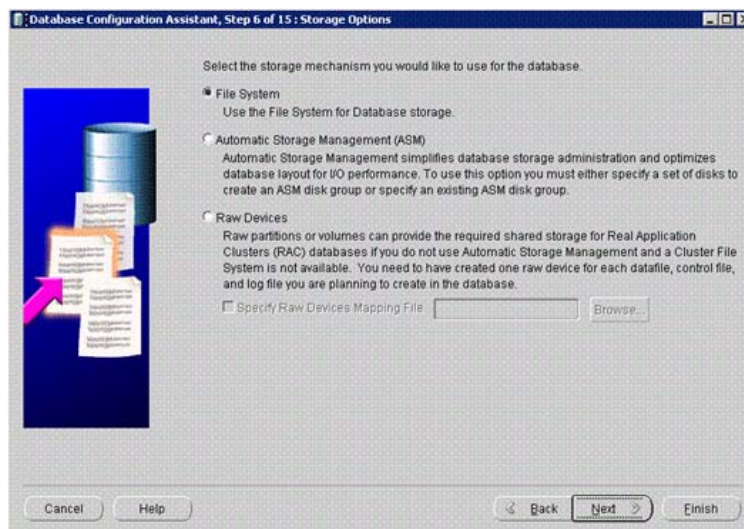 Database Configuration Assistant, Step 6 of 15 : Storage Options
Select the storage mechanism you would like to use for the database.
File System
Use the File System for Database storage.
Automatic Storage Management (ASM)
Automatic Storage Management simplifies database storage administration and optimizes
database layout for I/O performance. To use this option you must either specify a set of disks to
create an ASM disk group or specify an existing ASM disk group.
Raw Devices
Raw partitions or volumes can provide the required shared storage for Real Application
Clusters (RAC) databases if you do not use Automatic Storage Management and a Cluster File
System is not available. You need to have created one raw device for each datafile, control file,
and log file you are planning to create in the database.
Specify Raw Devices Mapping File
Browse...
Cancel
Help
Back
Next
Finish